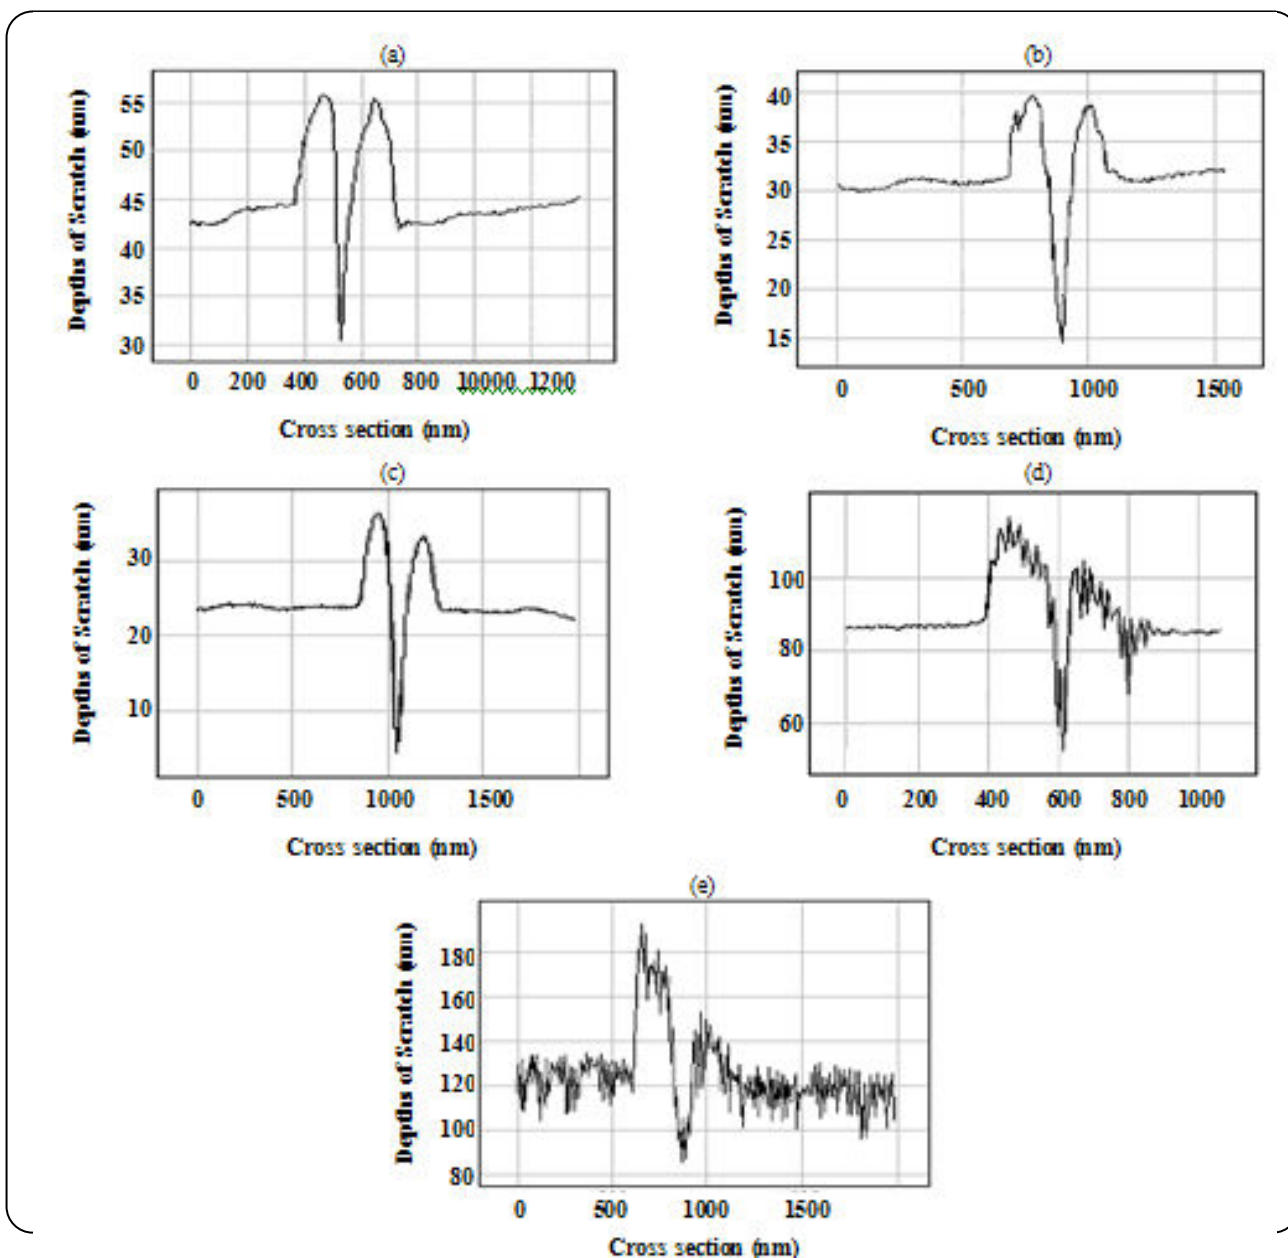 (a)
Depths of Scratch (nm)
55
50
45
40
35
30
0 200 400 600 800 10000 1200
Cross section (nm)
(b)
Depths of Scratch (nm)
40
35
30
25
20
15
0 500 1000 1500
Cross section (nm)
(c)
Depths of Scratch (nm)
30
20
10
0 500 1000 1500
Cross section (nm)
(d)
Depths of Scratch (nm)
100
80
60
0 200 400 600 800 1000
Cross section (nm)
(e)
Depths of Scratch (nm)
180
160
140
120
100
80
0 500 1000 1500
Cross section (nm)